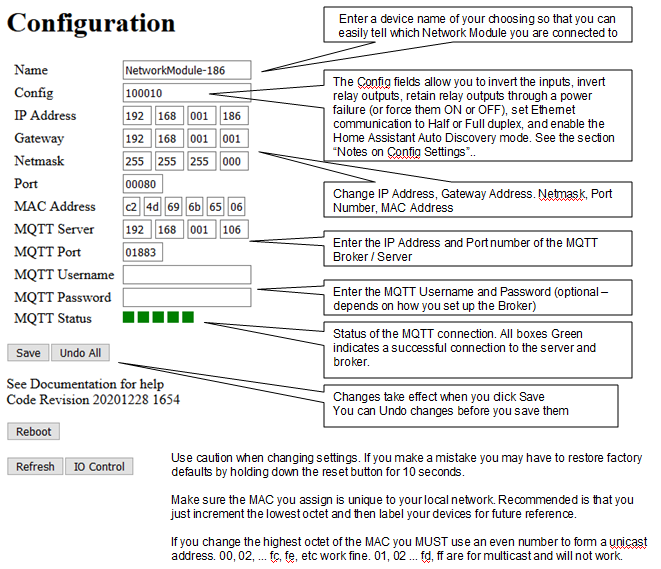 Configuration
Enter a device name of your choosing so that you can
easily tell which Network Module you are connected to
Name NetworkModule-186
Config 100010
The Config fields allow you to invert the inputs, invert
relay outputs, retain relay outputs through a power
failure (or force them ON or OFF), set Ethernet
communication to Half or Full duplex, and enable the
Home Assistant Auto Discovery mode. See the section
“Notes on Config Settings”..
IP Address 192 168 001 186
Gateway 192 168 001 001
Netmask 255 255 255 000
Port 00080
MAC Address c2 4d 69 6b 65 06
Change IP Address, Gateway Address. Netmask, Port
Number, MAC Address
MQTT Server 192 168 001 106
MQTT Port 01883
Enter the IP Address and Port number of the MQTT
Broker / Server
MQTT Username
MQTT Password
Enter the MQTT Username and Password (optional –
depends on how you set up the Broker)
MQTT Status
Status of the MQTT connection. All boxes Green
indicates a successful connection to the server and
broker.
Save Undo All
Changes take effect when you click Save
You can Undo changes before you save them
See Documentation for help
Code Revision 20201228 1654
Reboot
Refresh IO Control
Use caution when changing settings. If you make a mistake you may have to restore factory
defaults by holding down the reset button for 10 seconds.
Make sure the MAC you assign is unique to your local network. Recommended is that you
just increment the lowest octet and then label your devices for future reference.
If you change the highest octet of the MAC you MUST use an even number to form a unicast
address. 00, 02, ... fc, fe, etc work fine. 01, 02 ... fd, ff are for multicast and will not work.